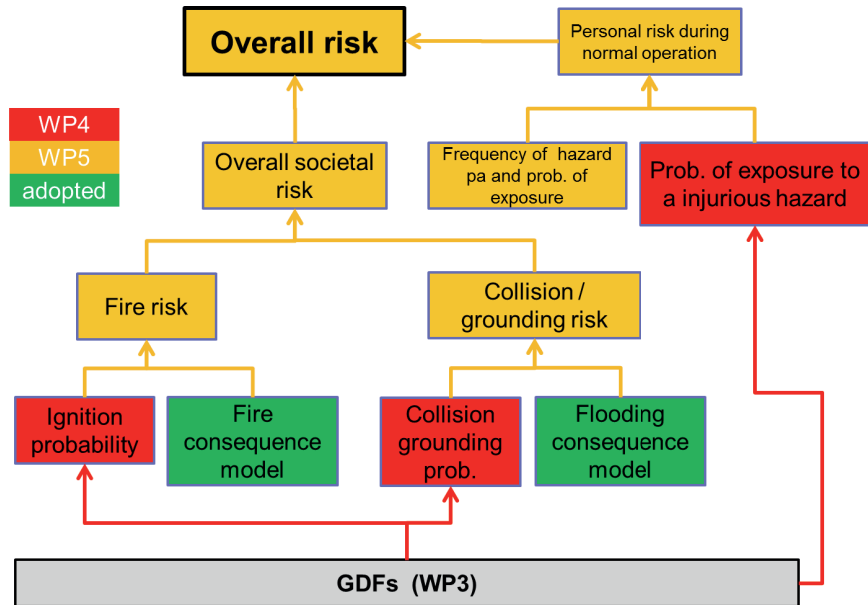 Overall risk
Personal risk during
normal operation
WP4
WP5
adopted
Overall societal
risk
Frequency of hazard
pa and prob. of
exposure
Prob. of exposure to
a injurious hazard
Fire risk
Collision /
grounding risk
Ignition
probability
Fire
consequence
model
Collision
grounding
prob.
Flooding
consequence
model
GDFs (WP3)